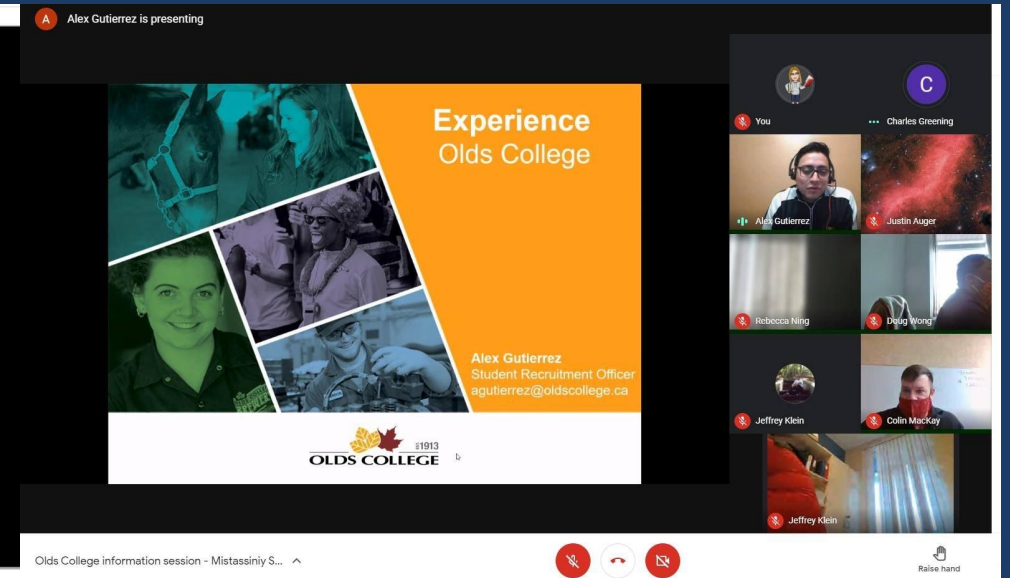 A Alex Gutierrez is presenting
Experience
Olds College
Alex Gutierrez
Student Recruitment Officer
agutierrez@oldscollege.ca
1913
OLDS COLLEGE
C
You
Charles Greening
Alex Gutierrez
Justin Auger
Rebecca Ning
Doug Wong
Jeffrey Klein
Colin MacKay
Jeffrey Klein
Olds College information session - Mistassiniy S...
Raise hand